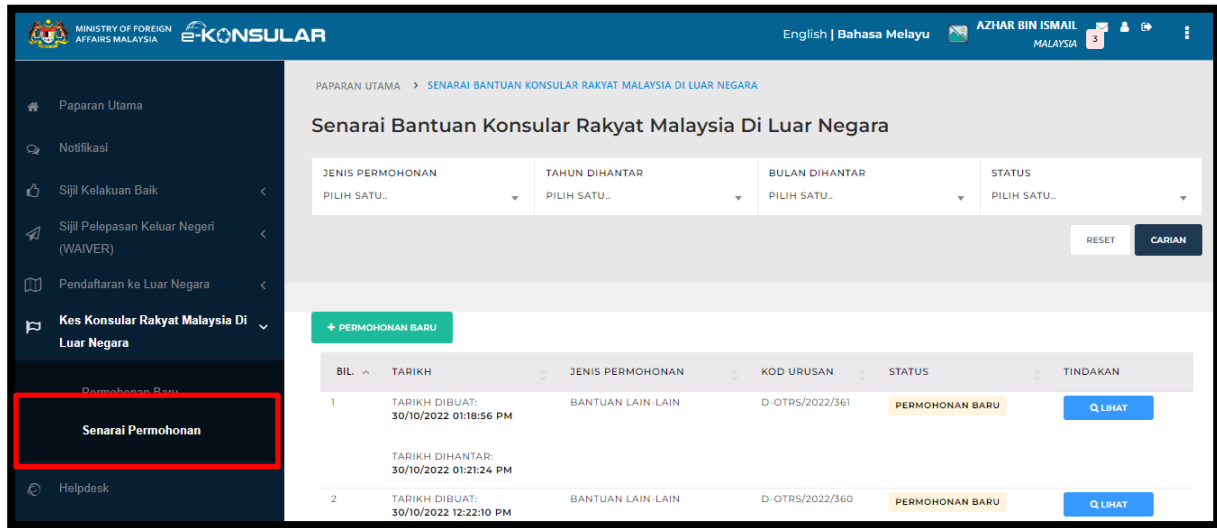 MINISTRY OF FOREIGN
AFFAIRS MALAYSIA
e-KONSULAR
English | Bahasa Melayu
AZHAR BIN ISMAIL
MALAYSIA
3
Paparan Utama
Notifikasi
Sijil Kelakuan Baik
Sijil Pelepasan Keluar Negeri
(WAIVER)
Pendaftaran ke Luar Negara
Kes Konsular Rakyat Malaysia Di
Luar Negara
Permohonan Baru
Senarai Permohonan
Helpdesk
PAPARAN UTAMA > SENARAI BANTUAN KONSULAR RAKYAT MALAYSIA DI LUAR NEGARA
Senarai Bantuan Konsular Rakyat Malaysia Di Luar Negara
JENIS PERMOHONAN TAHUN DIHANTAR BULAN DIHANTAR STATUS
PILIH SATU.. PILIH SATU.. PILIH SATU.. PILIH SATU..
RESET CARIAN
+ PERMOHONAN BARU
BIL. TARIKH JENIS PERMOHONAN KOD URUSAN STATUS TINDAKAN
1 TARIKH DIBUAT: BANTUAN LAIN-LAIN D-OTRS/2022/361 PERMOHONAN BARU LIHAT
30/10/2022 01:18:56 PM
TARIKH DIHANTAR:
30/10/2022 01:21:24 PM
2 TARIKH DIBUAT: BANTUAN LAIN-LAIN D-OTRS/2022/360 PERMOHONAN BARU LIHAT
30/10/2022 12:22:10 PM